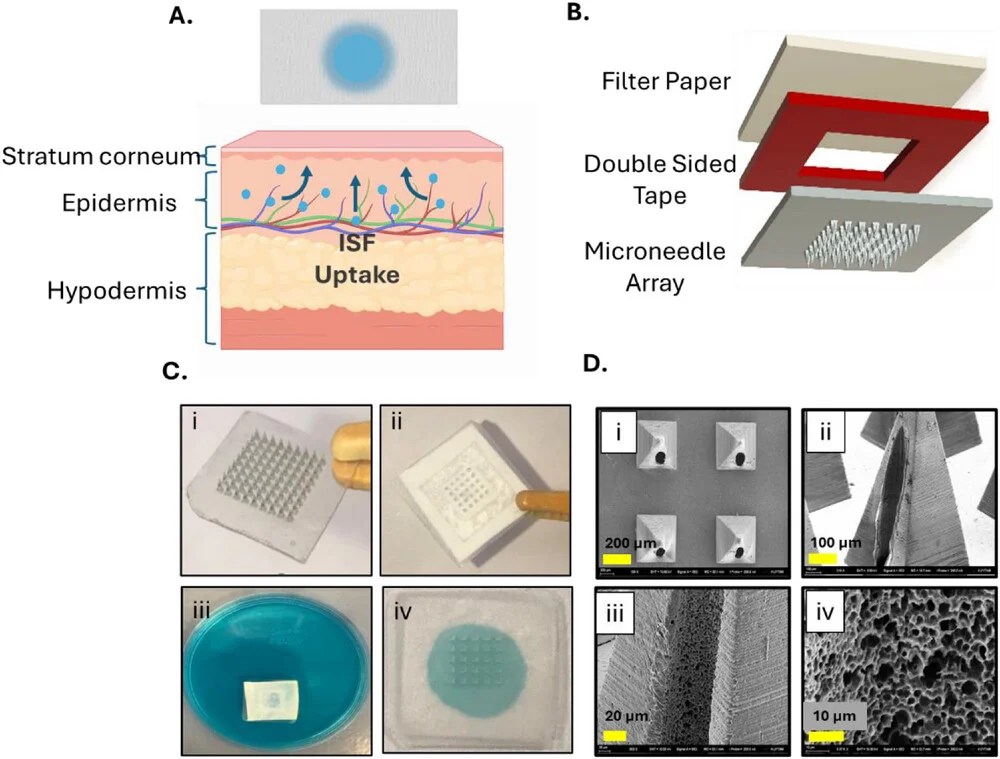 A.
Stratum corneum
Epidermis
Hypodermis
ISF
Uptake
B.
Filter Paper
Double Sided
Tape
Microneedle
Array
C.
i
ii
iii
iv
D.
i
200 µm
ii
100 µm
iii
20 µm
iv
10 µm